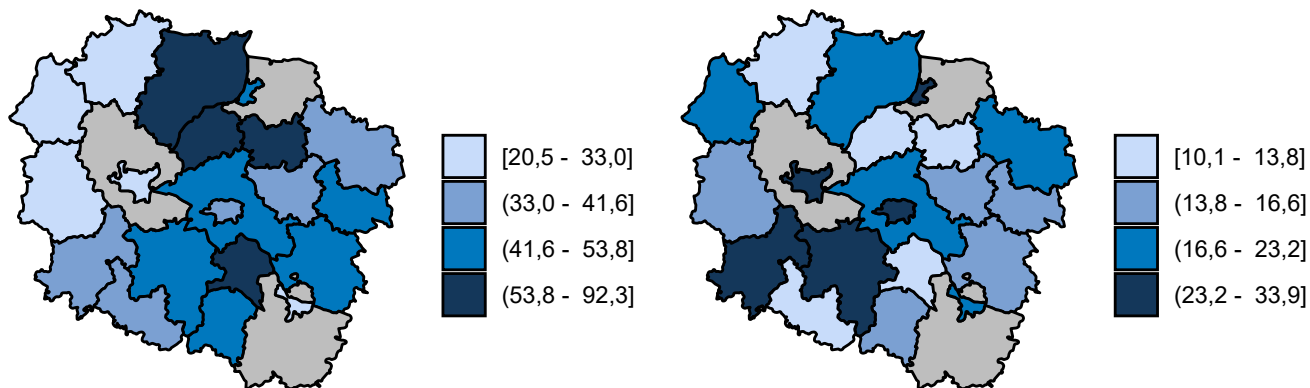 [20,5 - 33,0]
(33,0 - 41,6]
(41,6 - 53,8]
(53,8 - 92,3]
[10,1 - 13,8]
(13,8 - 16,6]
(16,6 - 23,2]
(23,2 - 33,9]